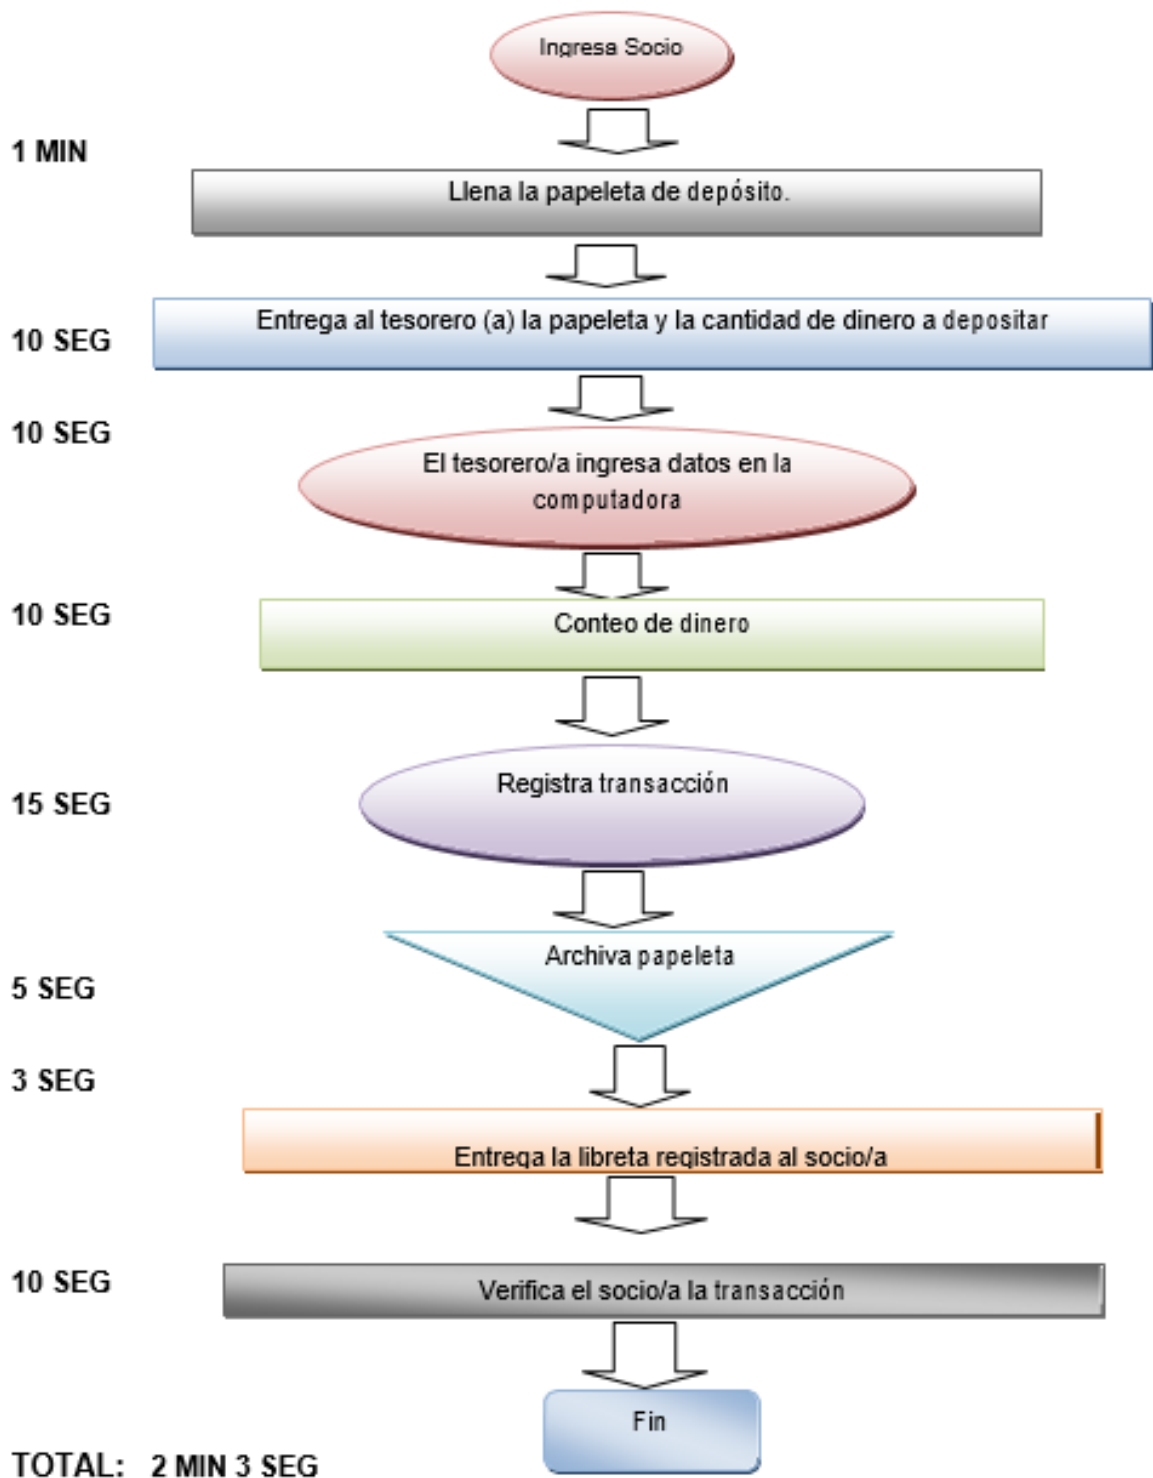 Ingresa Socio
1 MIN
Llena la papeleta de depósito.
Entrega al tesorero (a) la papeleta y la cantidad de dinero a depositar
10 SEG
10 SEG
El tesorero/a ingresa datos en la
computadora
10 SEG
Conteo de dinero
Registra transacción
15 SEG
Archiva papeleta
5 SEG
3 SEG
Entrega la libreta registrada al socio/a
10 SEG
Verifica el socio/a la transacción
Fin
TOTAL: 2 MIN 3 SEG